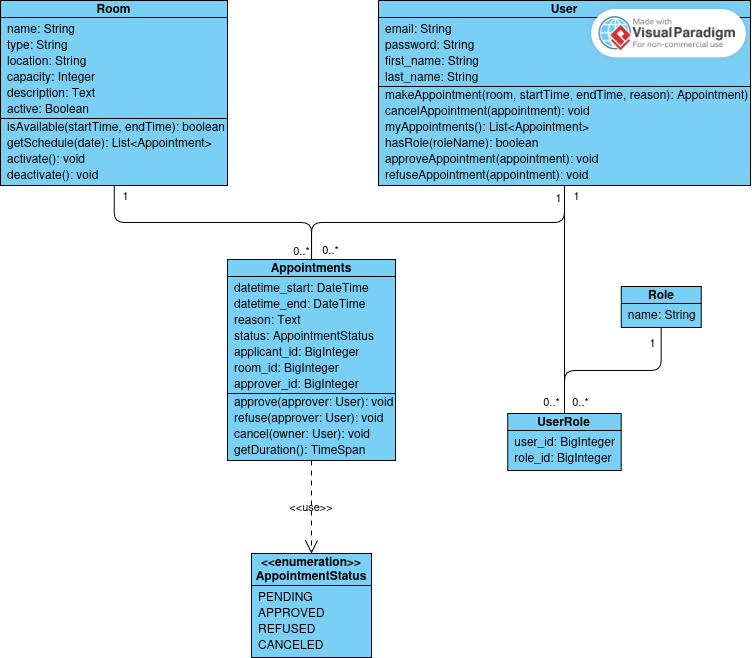 Room
name: String
type: String
location: String
capacity: Integer
description: Text
active: Boolean
isAvailable(startTime, endTime): boolean
getSchedule(date): List<Appointment>
activate(): void
deactivate(): void
User
email: String
password: String
first_name: String
last_name: String
makeAppointment(room, startTime, endTime, reason): Appointment)
cancelAppointment(appointment): void
myAppointments(): List<Appointment>
hasRole(roleName): boolean
approveAppointment(appointment): void
refuseAppointment(appointment): void
Made with
Visual Paradigm
For non-commercial use
1
1
1
0..*
0..*
Appointments
datetime_start: DateTime
datetime_end: DateTime
reason: Text
status: AppointmentStatus
applicant_id: BigInteger
room_id: BigInteger
approver_id: BigInteger
approve(approver: User): void
refuse(approver: User): void
cancel(owner: User): void
getDuration(): TimeSpan
Role
name: String
1
0..*
0..*
UserRole
user_id: BigInteger
role_id: BigInteger
<<use>>
<<enumeration>>
AppointmentStatus
PENDING
APPROVED
REFUSED
CANCELED